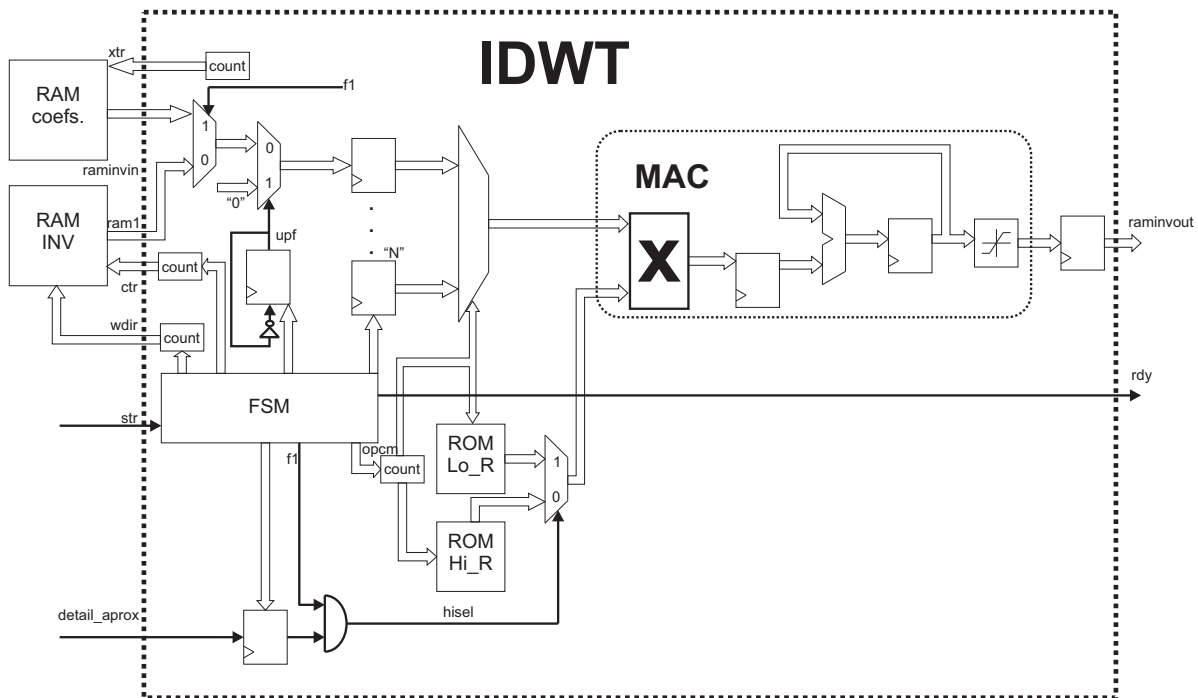 IDWT
xtr
count
f1
RAM
coefs.
1
0
0
1
raminvin
"0"
RAM
INV
ram1
upf
"N"
count
ctr
wdir
count
MAC
X
raminvout
FSM
str
rdy
f1
opcm
count
ROM
Lo_R
1
0
ROM
Hi_R
detail_aprox
hisel